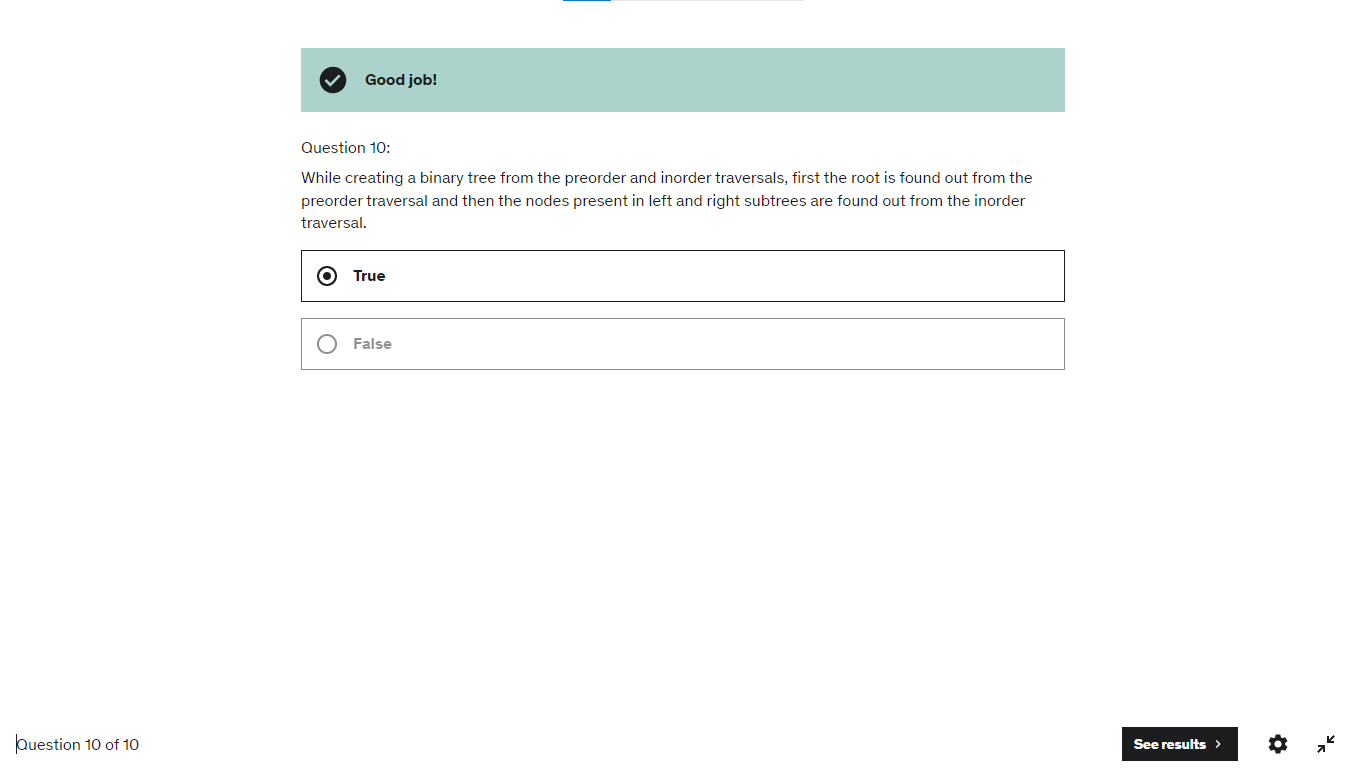 Good job!
Question 10:
While creating a binary tree from the preorder and inorder traversals, first the root is found out from the
preorder traversal and then the nodes present in left and right subtrees are found out from the inorder
traversal.
True
False
Question 10 of 10
See results